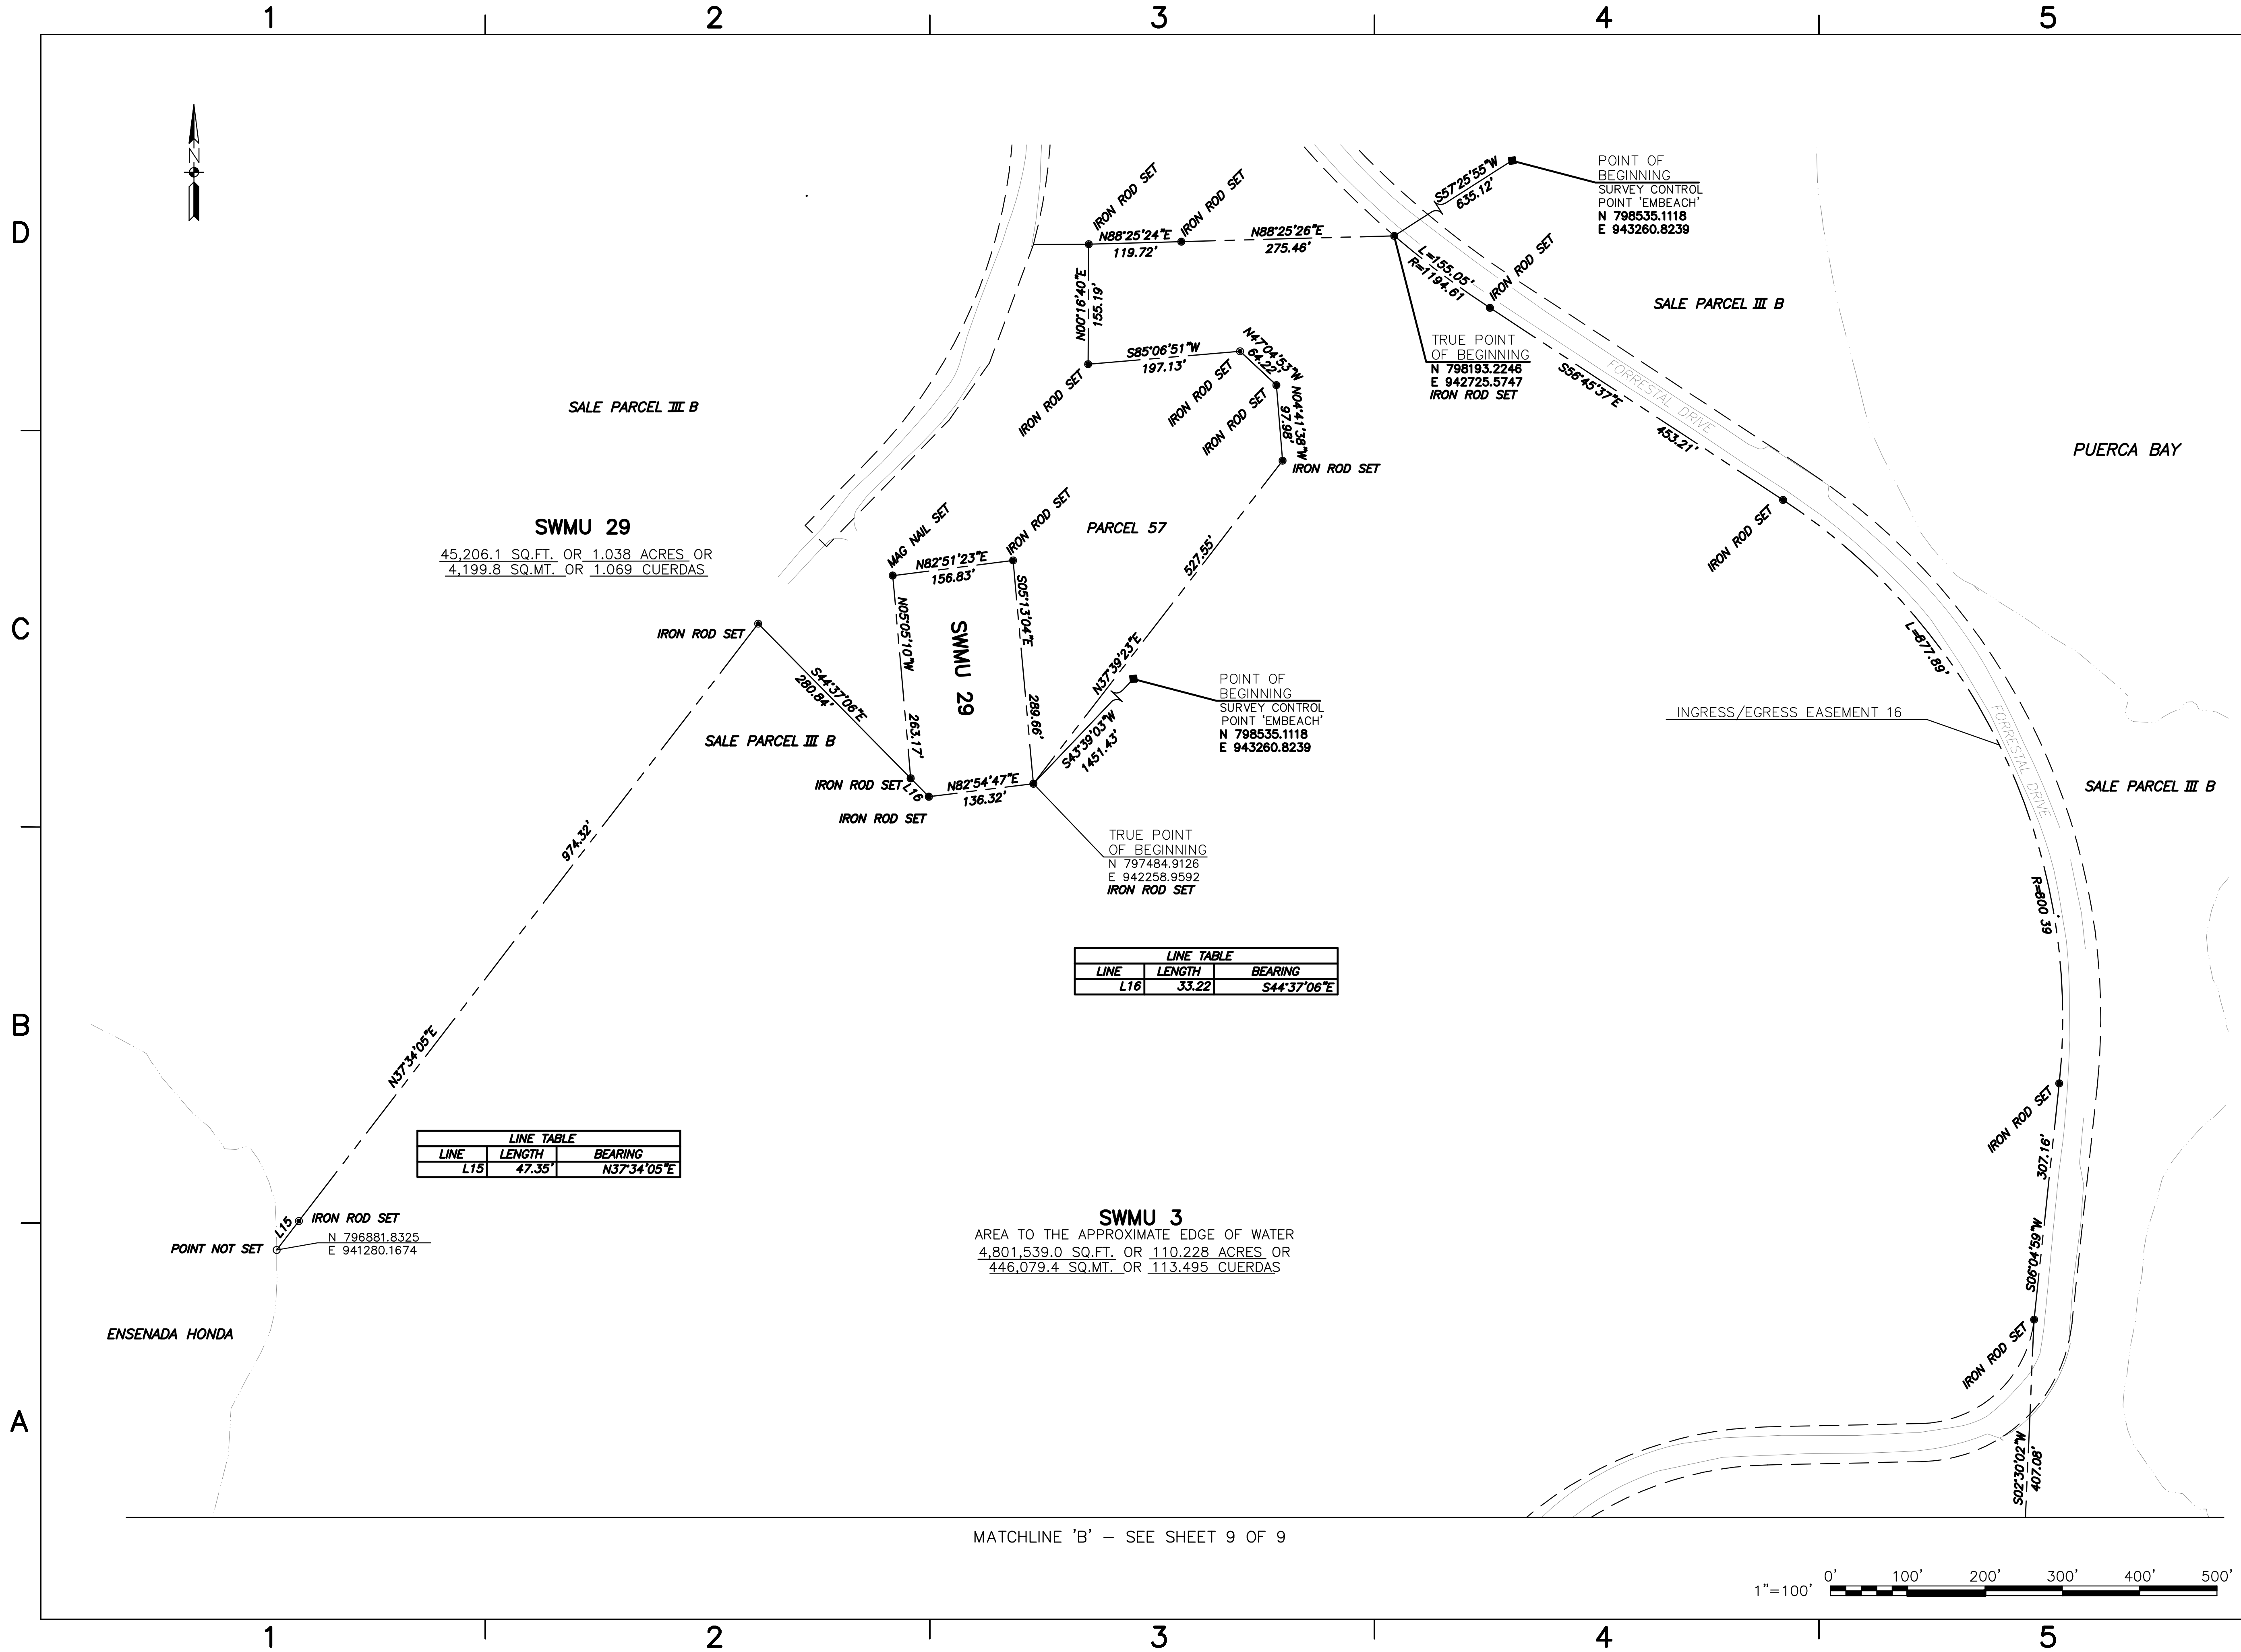 1 2 3 4 5
N
D
C
B
A
IRON ROD SET
IRON ROD SET
N88°25'24"E
119.72'
N88°25'26"E
275.46'
S57°25'55"W
635.12'
POINT OF
BEGINNING
SURVEY CONTROL
POINT 'EMBEACH'
N 798535.1118
E 943260.8239
N00°16'40"E
155.19'
L=155.05'
R=1194.61
IRON ROD SET
SALE PARCEL III B
TRUE POINT
OF BEGINNING
N 798193.2246
E 942725.5747
IRON ROD SET
S85°06'51"W
197.13'
N47°04'53"W
64.22'
IRON ROD SET
IRON ROD SET
IRON ROD SET
N04°41'38"W
97.98'
IRON ROD SET
FORRESTAL DRIVE
S56°45'37"E
453.21'
IRON ROD SET
SALE PARCEL III B
PUERCA BAY
SWMU 29
45,206.1 SQ.FT. OR 1.038 ACRES OR
4,199.8 SQ.MT. OR 1.069 CUERDAS
MAG NAIL SET
IRON ROD SET
PARCEL 57
N82°51'23"E
156.83'
527.55'
N37°39'23"E
N05°05'10"W
263.17'
SWMU 29
S05°13'04"E
289.66'
IRON ROD SET
S44°37'06"E
280.84'
SALE PARCEL III B
S43°39'03"W
1451.43'
POINT OF
BEGINNING
SURVEY CONTROL
POINT 'EMBEACH'
N 798535.1118
E 943260.8239
L=877.89'
INGRESS/EGRESS EASEMENT 16
FORRESTAL DRIVE
SALE PARCEL III B
IRON ROD SET
L16
N82°54'47"E
136.32'
IRON ROD SET
TRUE POINT
OF BEGINNING
N 797484.9126
E 942258.9592
IRON ROD SET
974.32'
N37°34'05"E
R=800.39'
LINE TABLE
LINE LENGTH BEARING
L16 33.22 S44°37'06"E
LINE TABLE
LINE LENGTH BEARING
L15 47.35' N37°34'05"E
IRON ROD SET
307.16'
S06°04'59"W
L15
IRON ROD SET
POINT NOT SET
N 796881.8325
E 941280.1674
SWMU 3
AREA TO THE APPROXIMATE EDGE OF WATER
4,801,539.0 SQ.FT. OR 110.228 ACRES OR
446,079.4 SQ.MT. OR 113.495 CUERDAS
ENSENADA HONDA
IRON ROD SET
S02°30'02"W
407.08'
MATCHLINE 'B' – SEE SHEET 9 OF 9
1"=100' 0' 100' 200' 300' 400' 500'
1 2 3 4 5